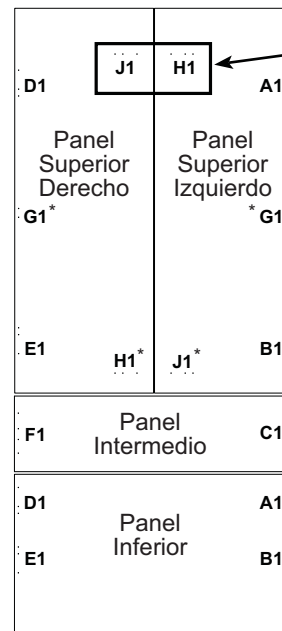 J1 H1
D1 A1
Panel
Superior
Derecho
Panel
Superior
Izquierdo
G1* *G1
E1 B1
H1* J1*
F1 C1
Panel
Intermedio
D1 A1
Panel
Inferior
E1 B1